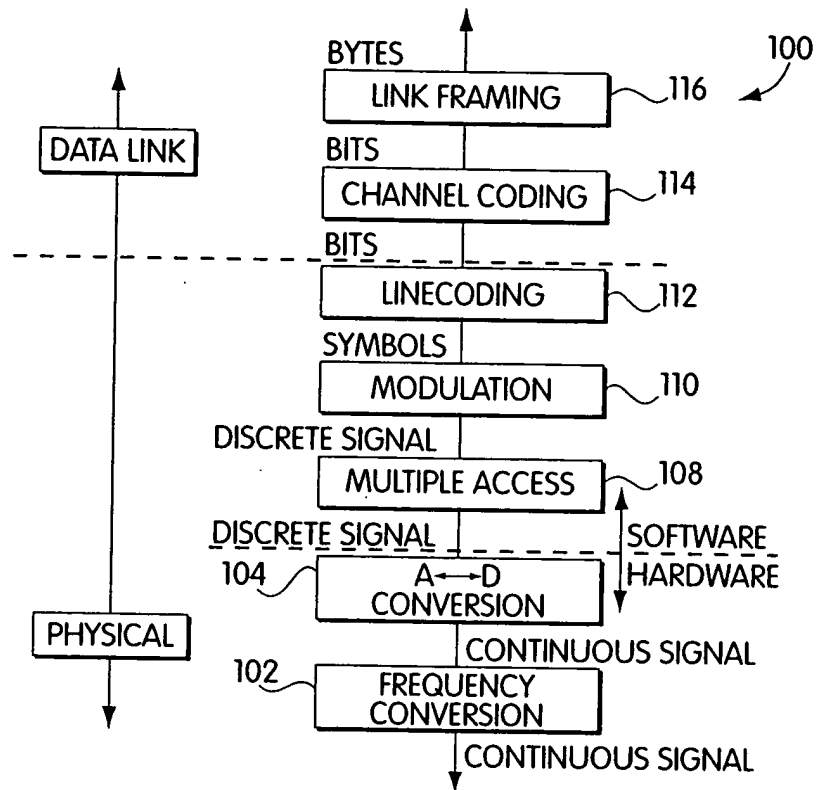 BYTES
100
LINK FRAMING
116
DATA LINK
BITS
CHANNEL CODING
114
BITS
LINECODING
112
SYMBOLS
MODULATION
110
DISCRETE SIGNAL
MULTIPLE ACCESS
108
DISCRETE SIGNAL
SOFTWARE
104
A↔D
CONVERSION
HARDWARE
PHYSICAL
CONTINUOUS SIGNAL
102
FREQUENCY
CONVERSION
CONTINUOUS SIGNAL